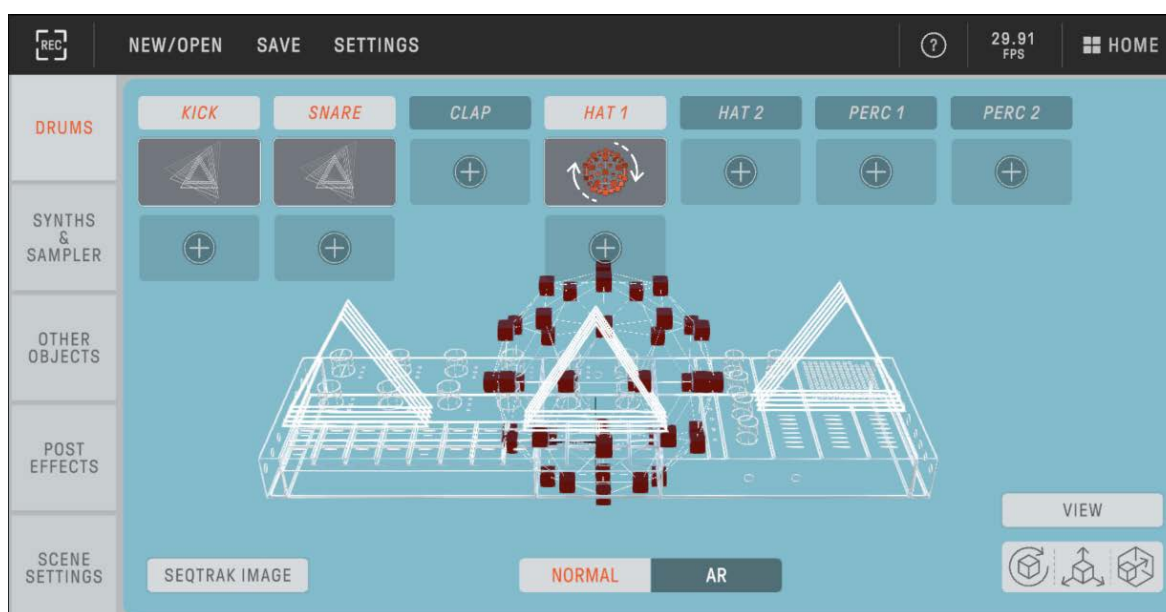 REC
NEW/OPEN SAVE SETTINGS
?
29.91
FPS
HOME
DRUMS
KICK SNARE CLAP HAT 1 HAT 2 PERC 1 PERC 2
SYNTHS
&
SAMPLER
OTHER
OBJECTS
POST
EFFECTS
SCENE
SETTINGS
VIEW
SEQTRAK IMAGE
NORMAL AR